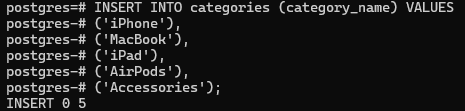 postgres=# INSERT INTO categories (category_name) VALUES
postgres-# ('iPhone'),
postgres-# ('MacBook'),
postgres-# ('iPad'),
postgres-# ('AirPods'),
postgres-# ('Accessories');
INSERT 0 5